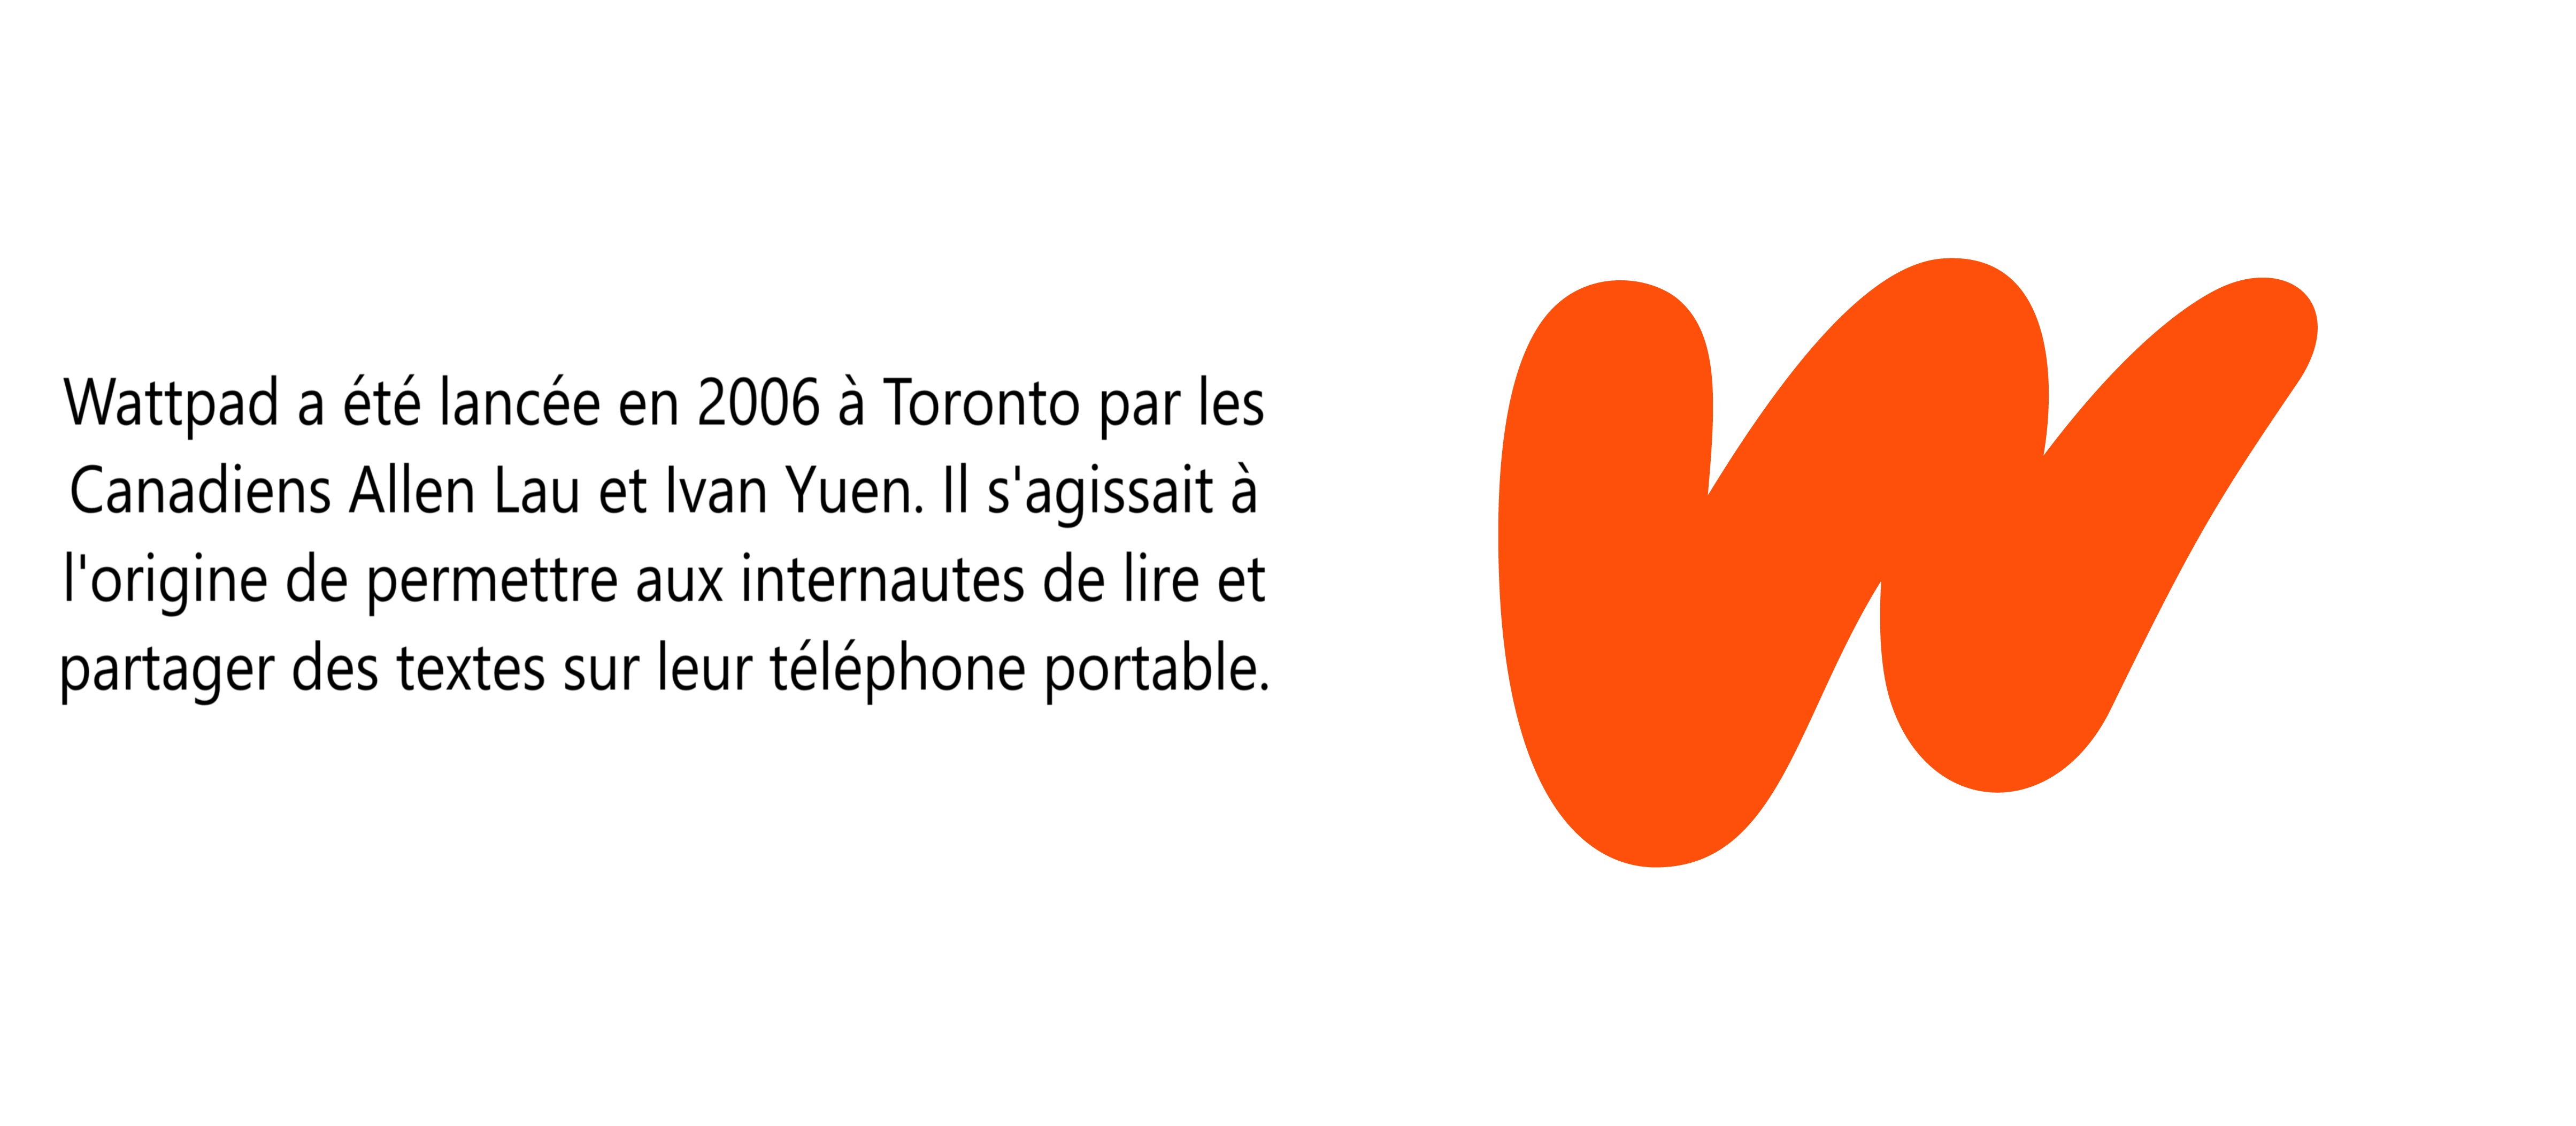 Wattpad a été lancée en 2006 à Toronto par les
Canadiens Allen Lau et Ivan Yuen. Il s'agissait à
l'origine de permettre aux internautes de lire et
partager des textes sur leur téléphone portable.